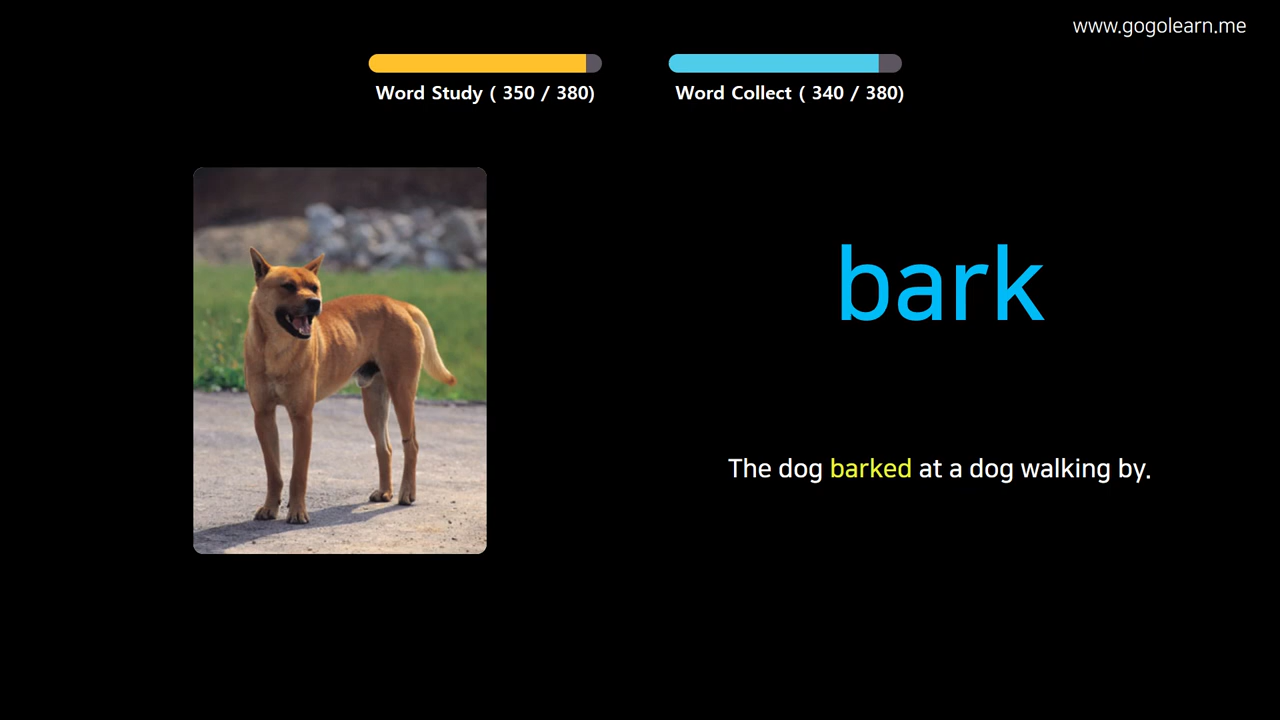 www.gogolearn.me
Word Study ( 350 / 380)
Word Collect ( 340 / 380)
bark
The dog barked at a dog walking by.